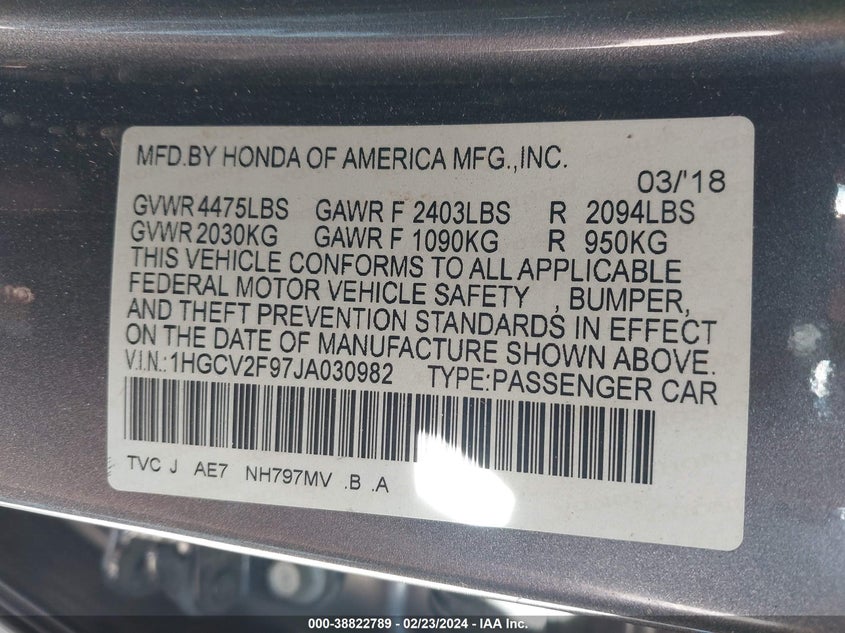 MFD.BY HONDA OF AMERICA MFG.,INC.
03/'18
GVWR 4475LBS GAWR F 2403LBS R 2094LBS
GVWR 2030KG GAWR F 1090KG R 950KG
THIS VEHICLE CONFORMS TO ALL APPLICABLE
FEDERAL MOTOR VEHICLE SAFETY , BUMPER,
AND THEFT PREVENTION STANDARDS IN EFFECT
ON THE DATE OF MANUFACTURE SHOWN ABOVE.
V.I.N.:1HGCV2F97JA030982 TYPE:PASSENGER CAR
TVC J AE7 NH797MV .B .A
000-38822789 - 02/23/2024 - IAA Inc.